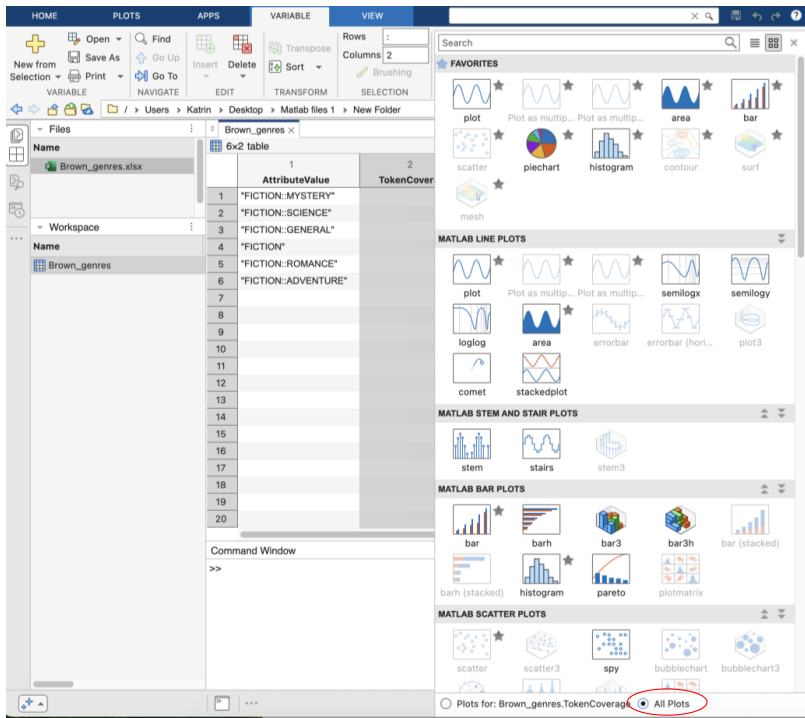 HOME PLOTS APPS VARIABLE VIEW
New from Selection
Open
Save As
Print
VARIABLE
Find
Go Up
Go To
NAVIGATE
Insert
Delete
EDIT
Transpose
Sort
TRANSFORM
Rows :
Columns 2
Brushing
SELECTION
/ > Users > Katrin > Desktop > Matlab files 1 > New Folder
Files
Name
Brown_genres.xlsx
Workspace
Name
Brown_genres
Brown_genres ×
6x2 table
1 2
AttributeValue TokenCover
1 "FICTION::MYSTERY"
2 "FICTION::SCIENCE"
3 "FICTION::GENERAL"
4 "FICTION"
5 "FICTION::ROMANCE"
6 "FICTION::ADVENTURE"
7
8
9
10
11
12
13
14
15
16
17
18
19
20
Command Window
>>
Search
FAVORITES
plot Plot as multip... Plot as multip... area bar
scatter piechart histogram contour surf
mesh
MATLAB LINE PLOTS
plot Plot as multip... Plot as multip... semilogx semilogy
loglog area errorbar errorbar (hori... plot3
comet stackedplot
MATLAB STEM AND STAIR PLOTS
stem stairs stem3
MATLAB BAR PLOTS
bar barh bar3 bar3h bar (stacked)
barh (stacked) histogram pareto plotmatrix
MATLAB SCATTER PLOTS
scatter scatter3 spy bubblechart bubblechart3
Plots for: Brown_genres.TokenCoverage All Plots